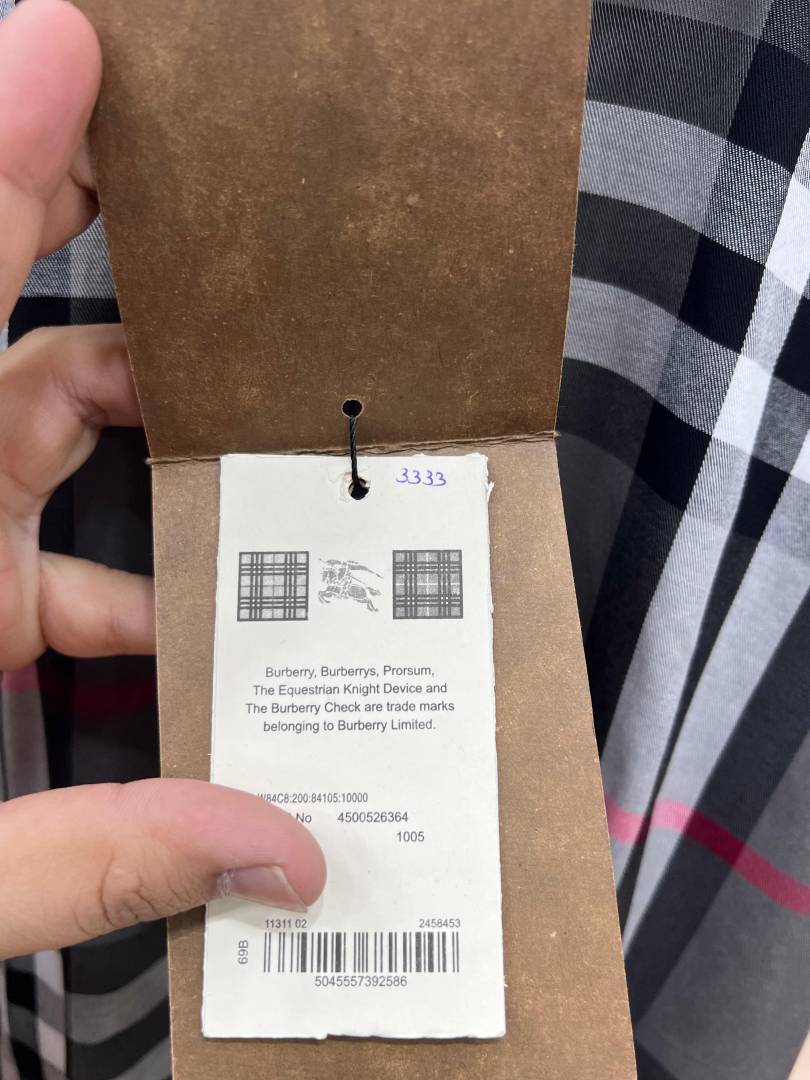 3333
Burberry, Burberrys, Prorsum,
The Equestrian Knight Device and
The Burberry Check are trade marks
belonging to Burberry Limited.
W84C8:200:84105:10000
No 4500526364
1005
11311 02 2458453
69B
5045557392586